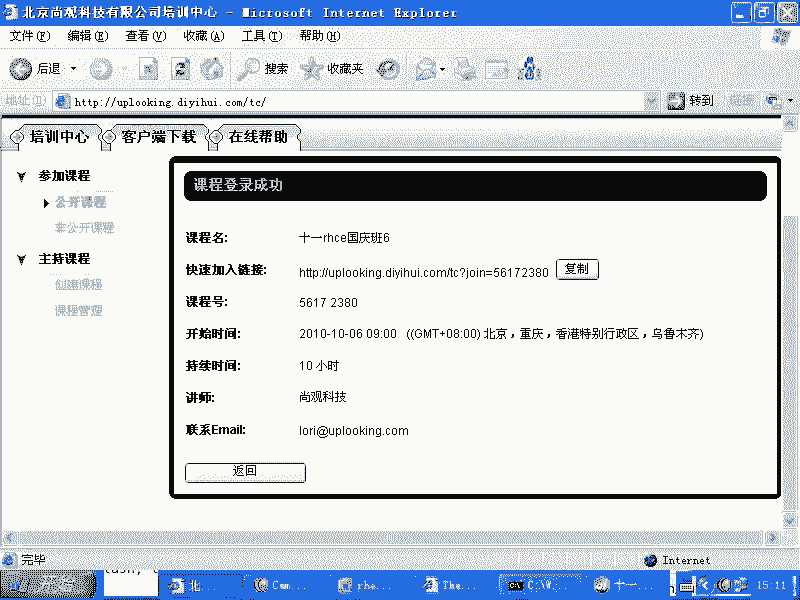 北京尚观科技有限公司培训中心 - Microsoft Internet Explorer
文件(F) 编辑(E) 查看(V) 收藏(A) 工具(T) 帮助(H)
后退 搜索 收藏夹
地址(D) http://uplooking.diyihui.com/tc/ 转到 链接
培训中心 客户端下载 在线帮助
参加课程
公开课程
非公开课程
主持课程
创建课程
课程管理
课程登录成功
课程名: 十一rhce国庆班6
快速加入链接: http://uplooking.diyihui.com/tc?join=56172380 复制
课程号: 5617 2380
开始时间: 2010-10-06 09:00 ((GMT+08:00) 北京，重庆，香港特别行政区，乌鲁木齐)
持续时间: 10 小时
讲师: 尚观科技
联系Email: lori@uplooking.com
返回
完毕 Internet
北... Cam... rhe... The... C:\W... 十一... 15:11